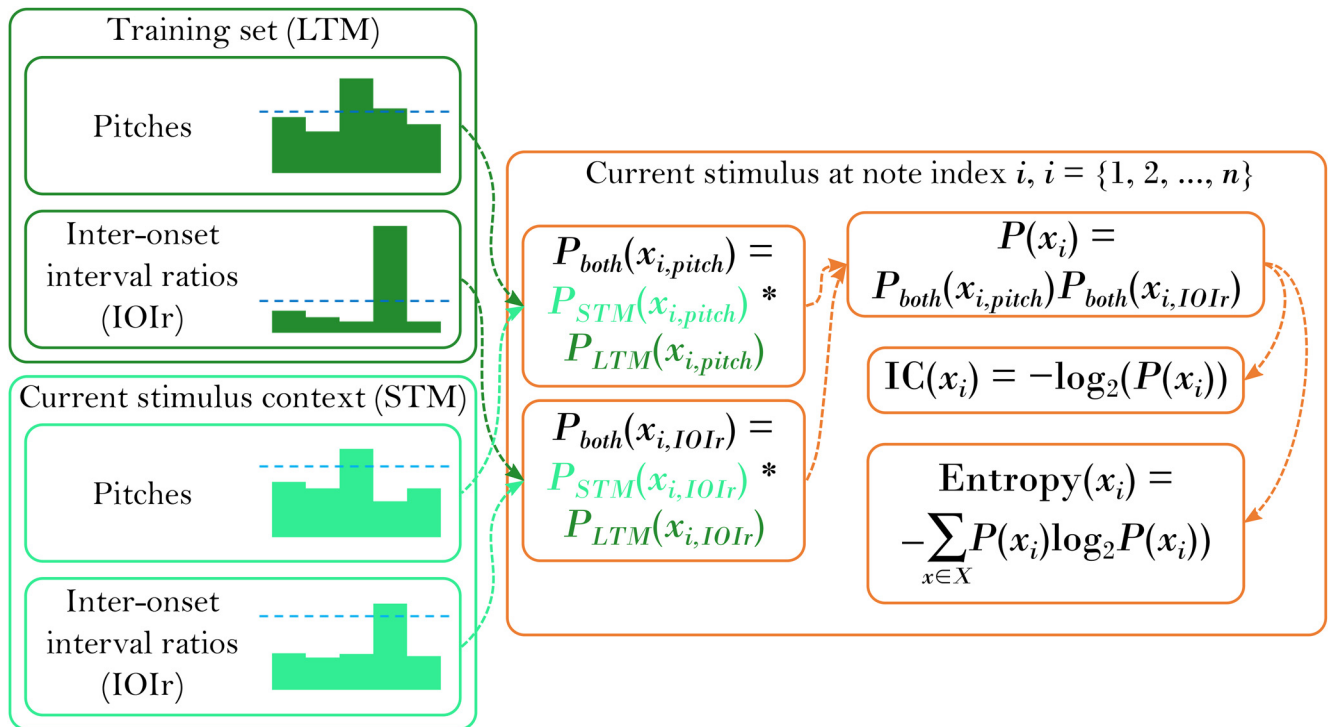 Training set (LTM)
Pitches
Inter-onset
interval ratios
(IOIr)
Current stimulus context (STM)
Pitches
Inter-onset
interval ratios
(IOIr)
Current stimulus at note index i, i = {1, 2, ..., n}
P_both(x_i,pitch) =
P_STM(x_i,pitch) *
P_LTM(x_i,pitch)
P_both(x_i,IOIr) =
P_STM(x_i,IOIr) *
P_LTM(x_i,IOIr)
P(x_i) =
P_both(x_i,pitch)P_both(x_i,IOIr)
IC(x_i) = −log₂(P(x_i))
Entropy(x_i) =
−∑P(x_i)log₂P(x_i))
x∈X